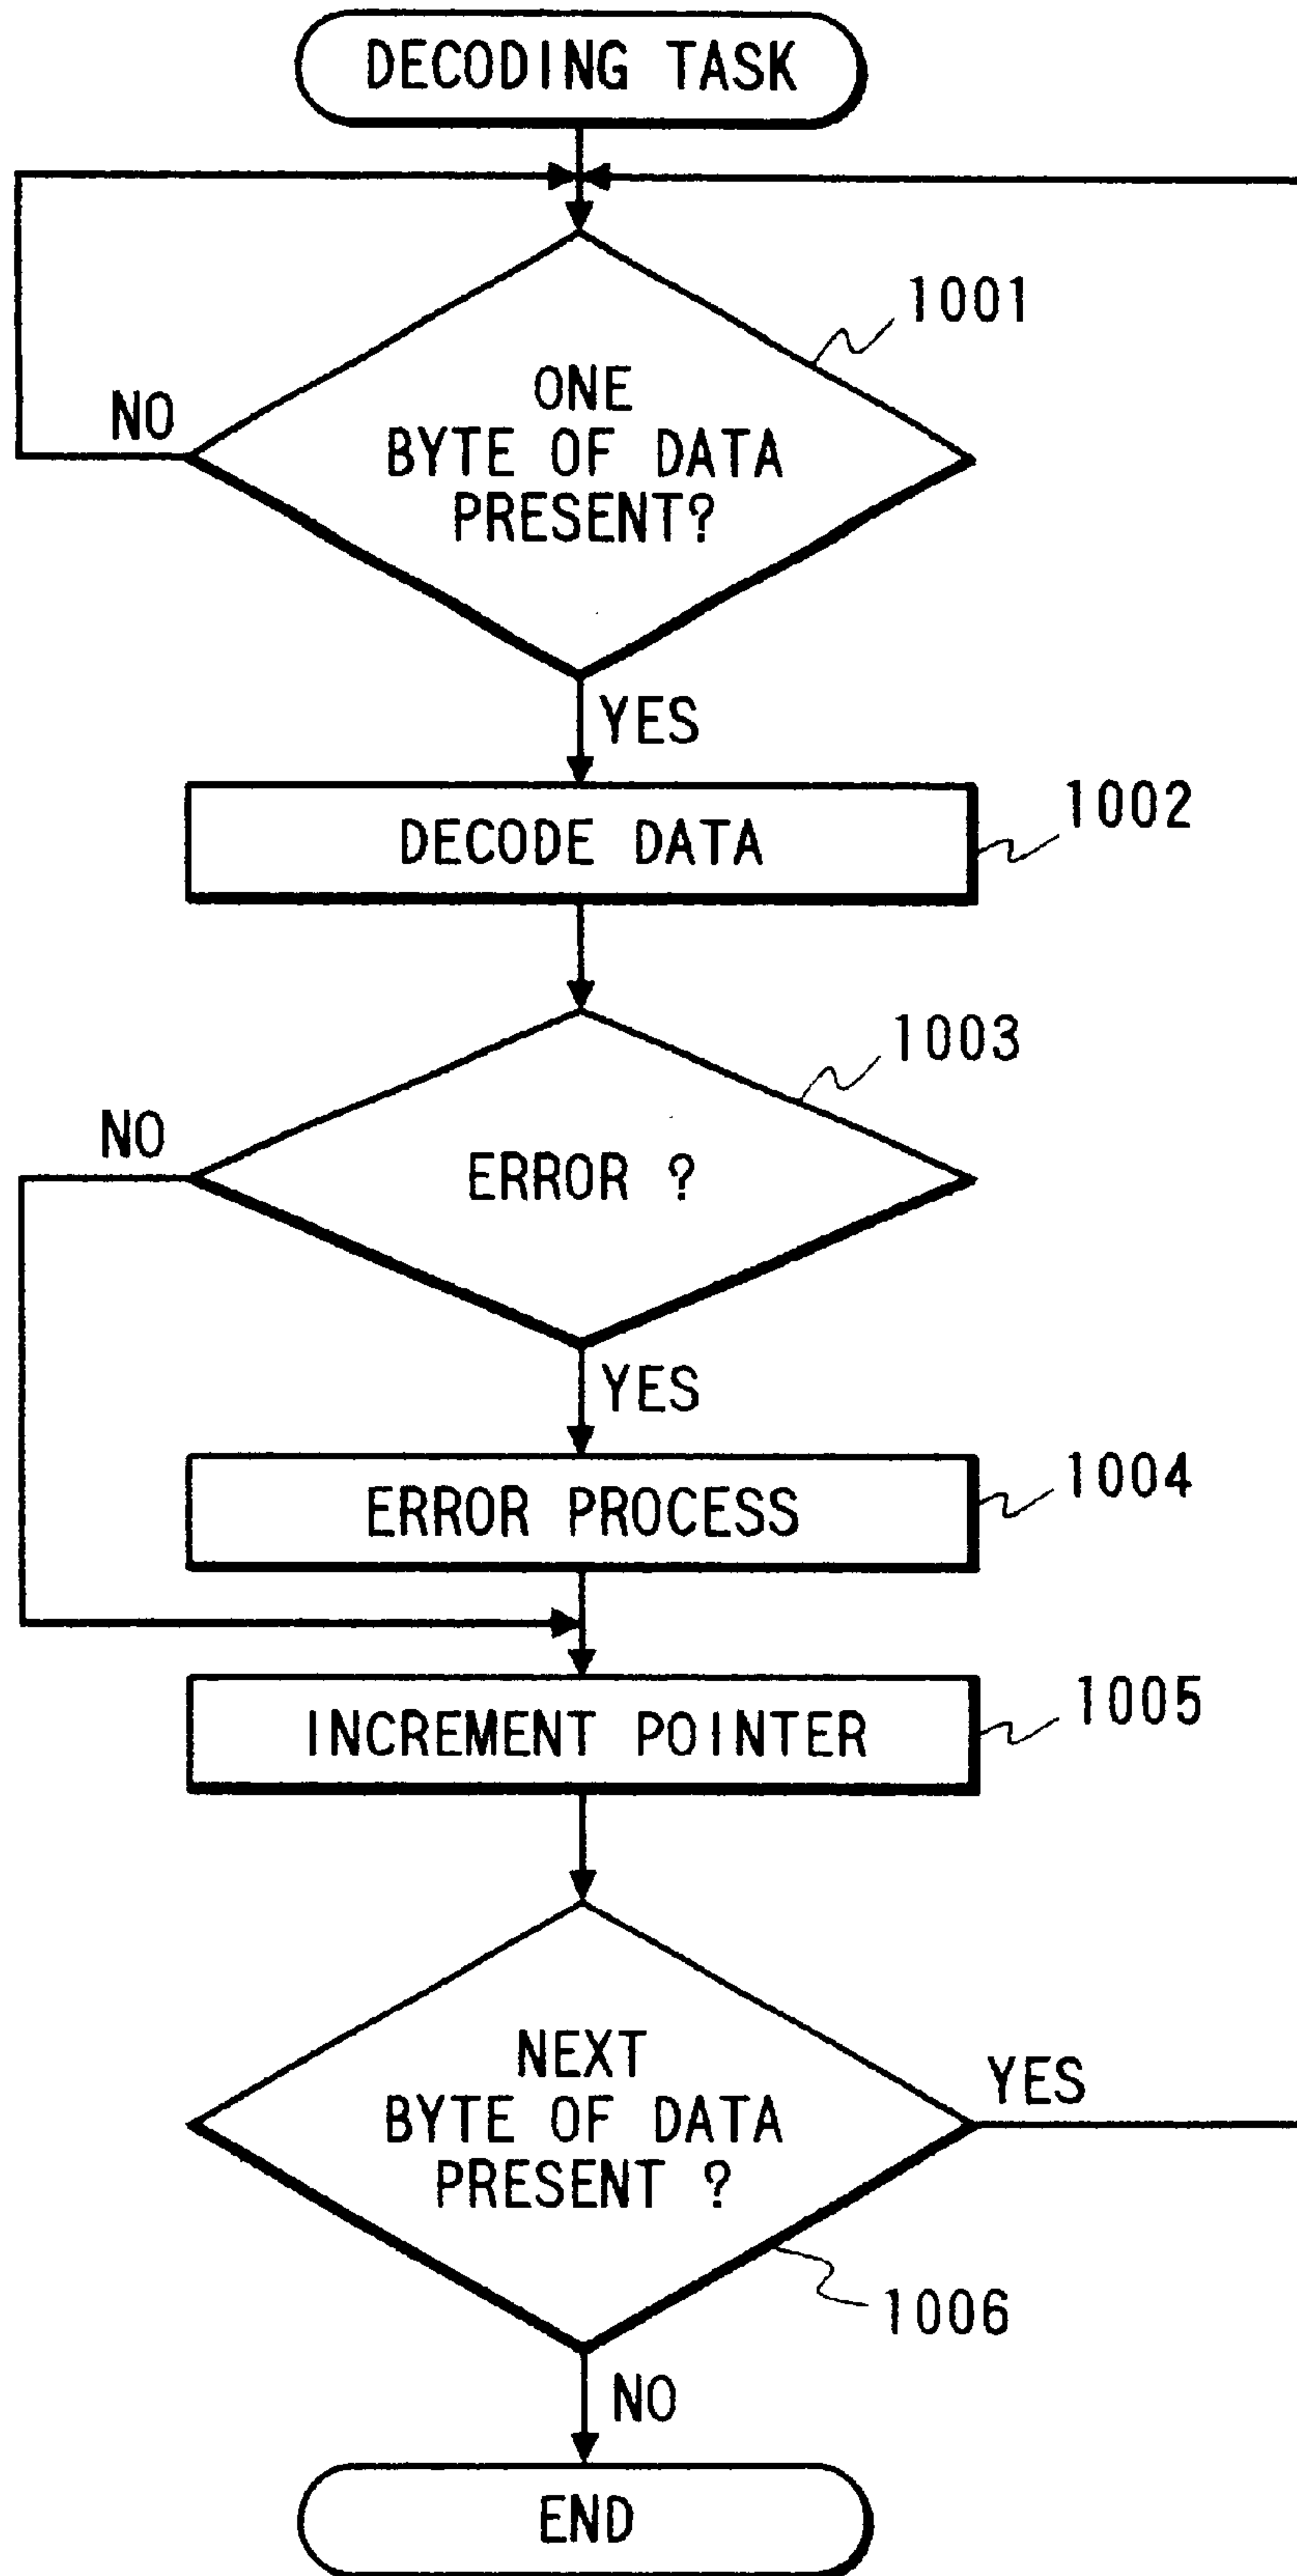 DECODING TASK
1001
ONE
NO
BYTE OF DATA
PRESENT?
YES
1002
DECODE DATA
1003
NO
ERROR ?
YES
1004
ERROR PROCESS
1005
INCREMENT POINTER
NEXT
YES
BYTE OF DATA
PRESENT ?
1006
NO
END